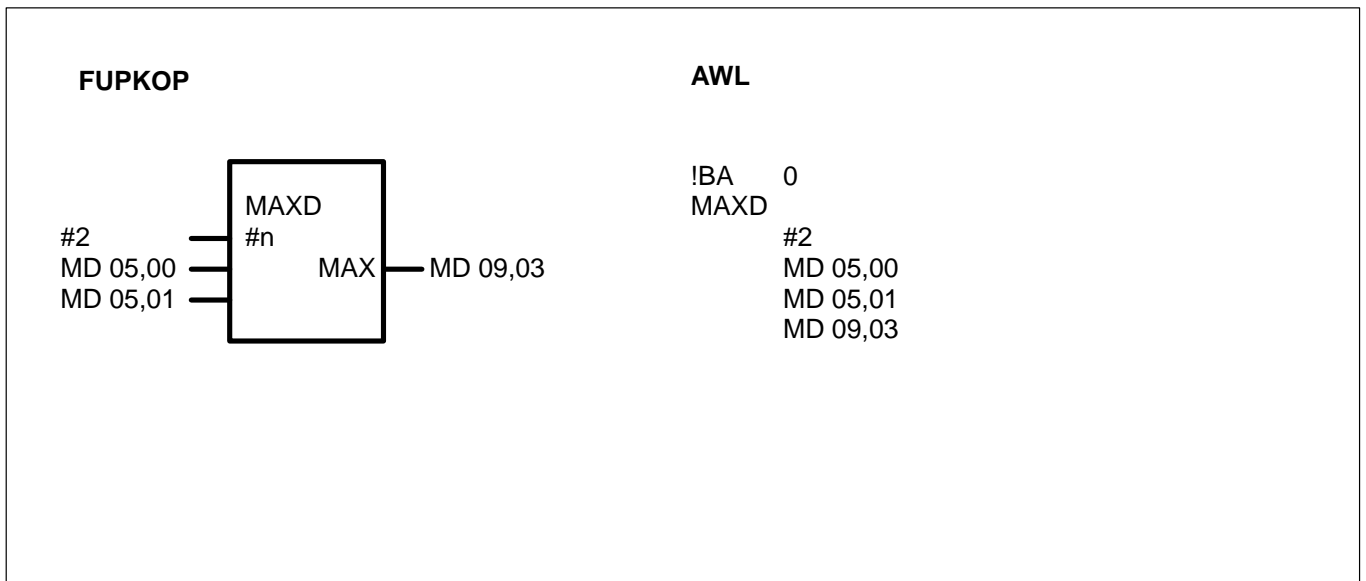 FUPKOP
MAXD
#2
#n
MD 05,00
MAX
MD 09,03
MD 05,01
AWL
!BA 0
MAXD
#2
MD 05,00
MD 05,01
MD 09,03